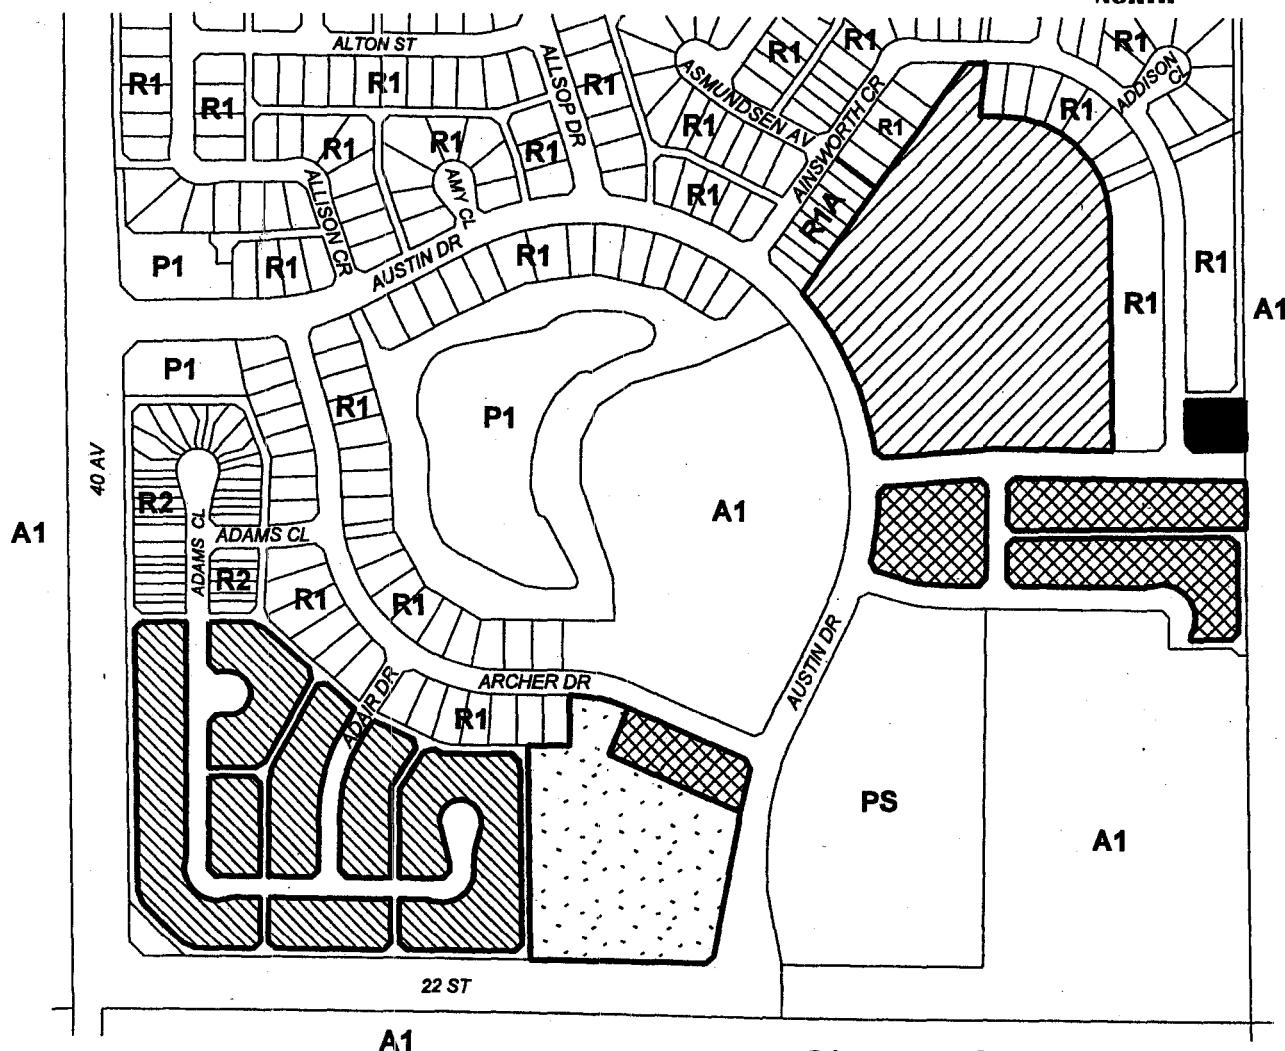 ALTON ST
R1
R1
R1
ALLSOP DR
R1
ASMUNDSEN AV
R1
R1
R1
ADDISON CL
R1
R1
R1
R1
R1
R1
AINSWORTH CR
R1
R1A
ALLISON CR
AMY CL
P1
R1
AUSTIN DR
R1
R1
R1
A1
P1
R1
P1
40 AV
R2
A1
A1
ADAMS CL
ADAMS CL
R2
R1
R1
AUSTIN DR
ARCHER DR
ADAIR DR
R1
PS
A1
22 ST
A1